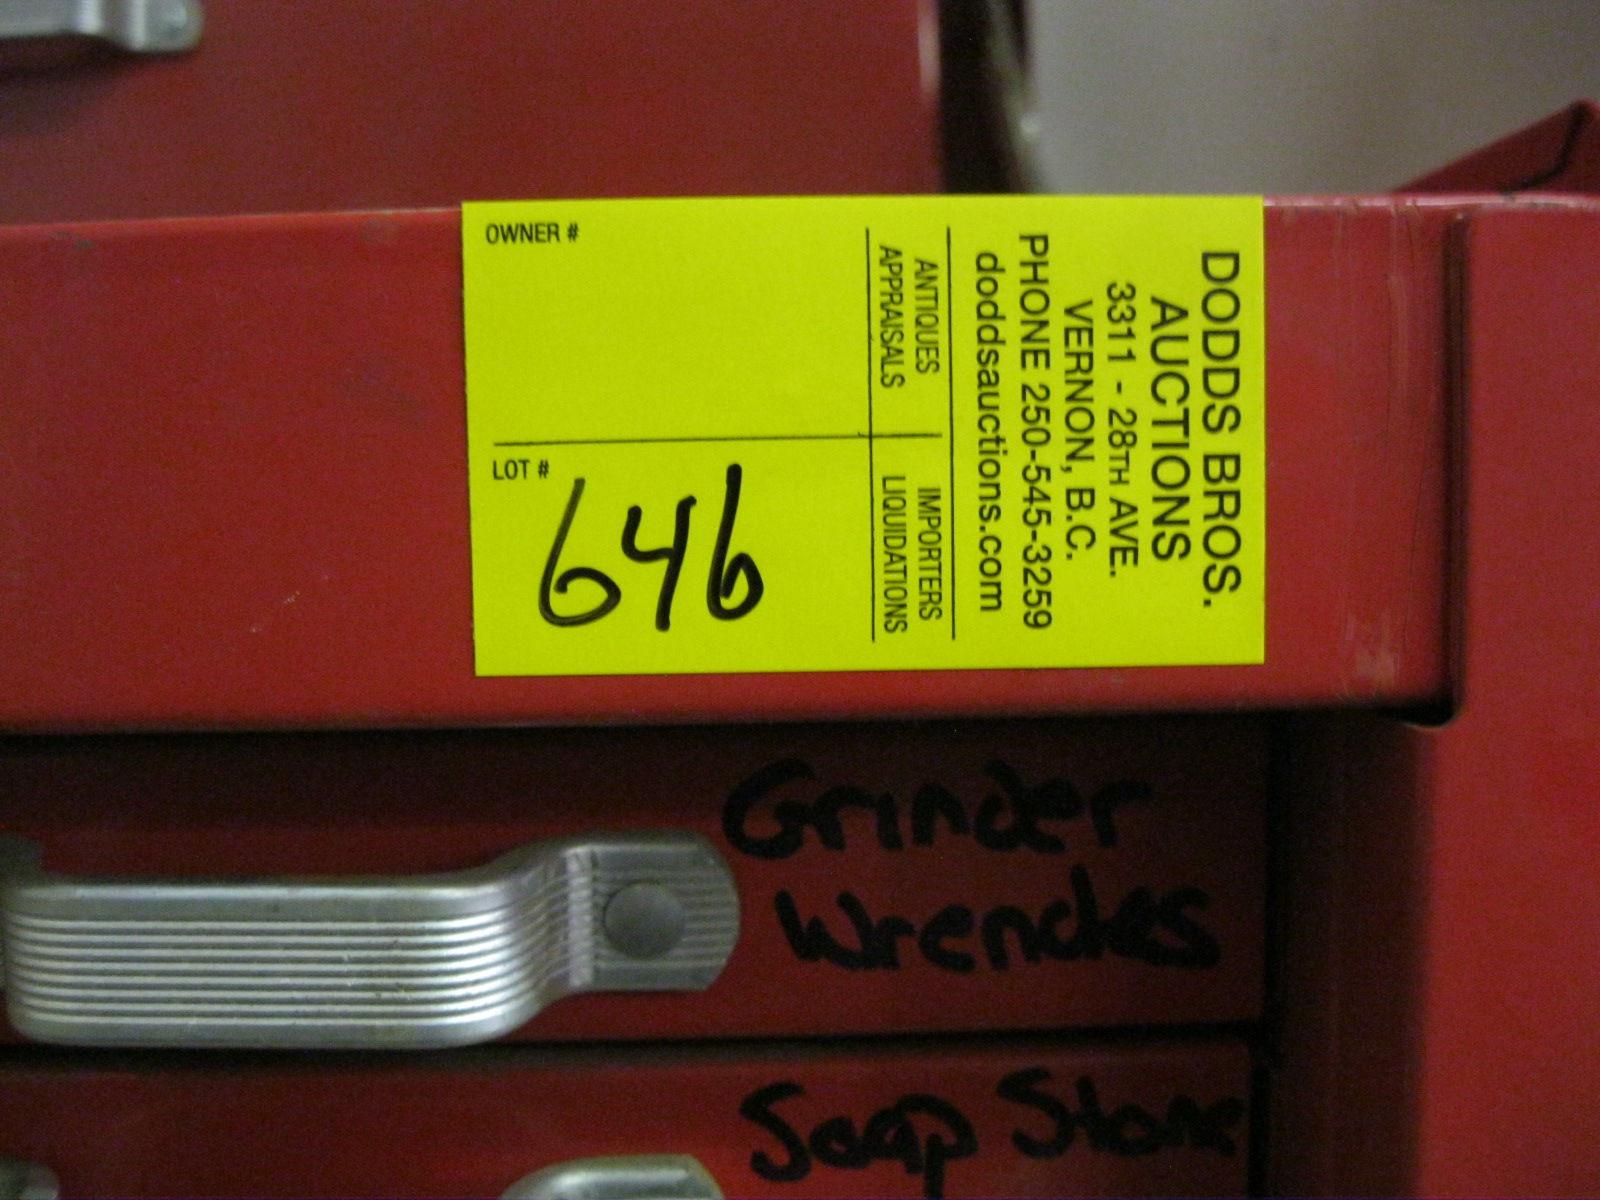 DODDS BROS.
AUCTIONS
3311 - 28TH AVE.
VERNON, B.C.
PHONE 250-545-3259
doddsauctions.com
ANTIQUES IMPORTERS
APPRAISALS LIQUIDATIONS
OWNER #
LOT #
646
Grinder
Wrenches
Soap Stone